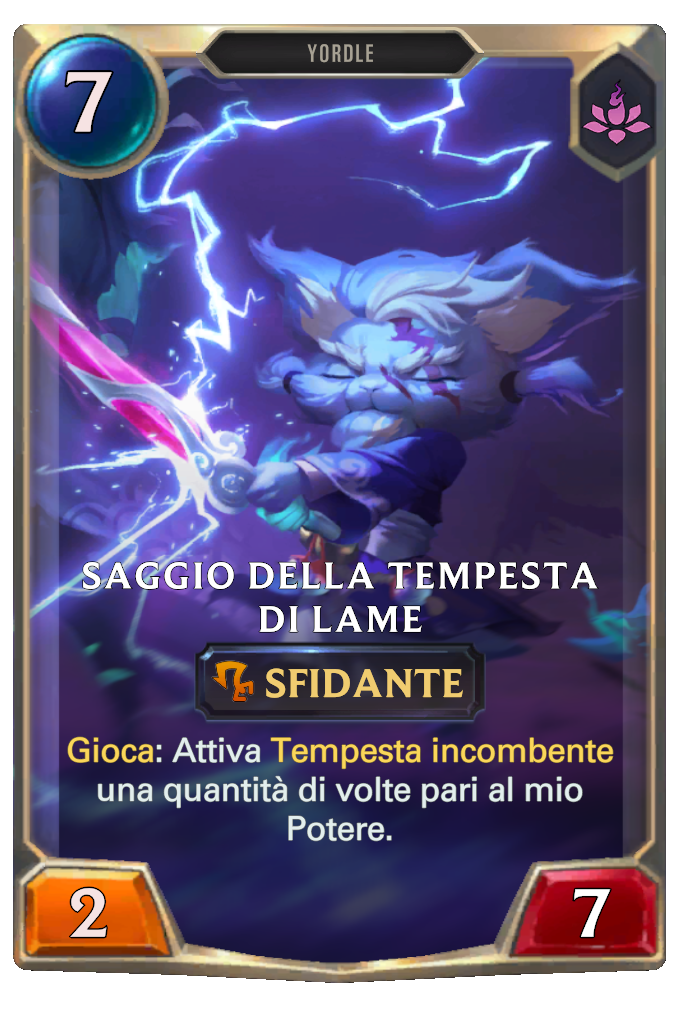 YORDLE
7
SAGGIO DELLA TEMPESTA
DI LAME
SFIDANTE
Gioca: Attiva Tempesta incombente
una quantità di volte pari al mio
Potere.
2
7